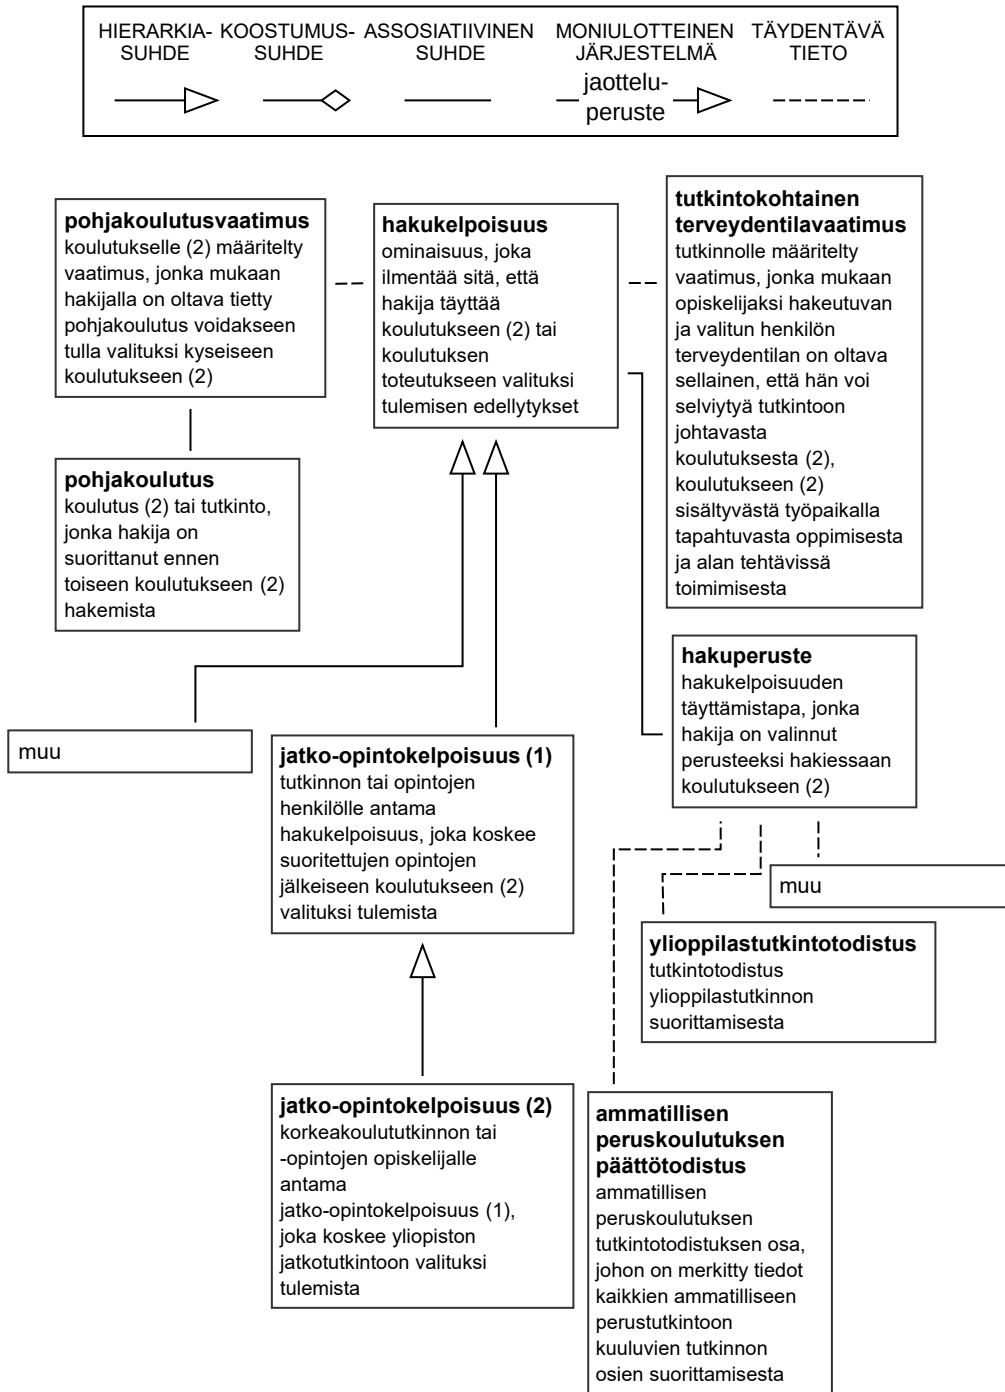 HIERARKIA-
SUHDE
KOOSTUMUS-
SUHDE
ASSOSIATIIVINEN
SUHDE
MONIULOTTEINEN
JÄRJESTELMÄ
TÄYDENTÄVÄ
TIETO
jaottelu-
peruste
pohjakoulutusvaatimus
koulutukselle (2) määritelty
vaatimus, jonka mukaan
hakijalla on oltava tietty
pohjakoulutus voidakseen
tulla valituksi kyseiseen
koulutukseen (2)
hakukelpoisuus
ominaisuus, joka
ilmentää sitä, että
hakija täyttää
koulutukseen (2) tai
koulutuksen
toteutukseen valituksi
tulemisen edellytykset
tutkintokohtainen
terveydentilavaatimus
tutkinnolle määritelty
vaatimus, jonka mukaan
opiskelijaksi hakeutuvan
ja valitun henkilön
terveydentilan on oltava
sellainen, että hän voi
selviytyä tutkintoon
johtavasta
koulutuksesta (2),
koulutukseen (2)
sisältyvästä työpaikalla
tapahtuvasta oppimisesta
ja alan tehtävissä
toimimisesta
pohjakoulutus
koulutus (2) tai tutkinto,
jonka hakija on
suorittanut ennen
toiseen koulutukseen (2)
hakemista
hakuperuste
hakukelpoisuuden
täyttämistapa, jonka
hakija on valinnut
perusteeksi hakiessaan
koulutukseen (2)
muu
jatko-opintokelpoisuus (1)
tutkinnon tai opintojen
henkilölle antama
hakukelpoisuus, joka koskee
suoritettujen opintojen
jälkeiseen koulutukseen (2)
valituksi tulemista
muu
ylioppilastutkintotodistus
tutkintotodistus
ylioppilastutkinnon
suorittamisesta
jatko-opintokelpoisuus (2)
korkeakoulututkinnon tai
-opintojen opiskelijalle
antama
jatko-opintokelpoisuus (1),
joka koskee yliopiston
jatkotutkintoon valituksi
tulemista
ammatillisen
peruskoulutuksen
päättötodistus
ammatillisen
peruskoulutuksen
tutkintotodistuksen osa,
johon on merkitty tiedot
kaikkien ammatilliseen
perustutkintoon
kuuluvien tutkinnon
osien suorittamisesta